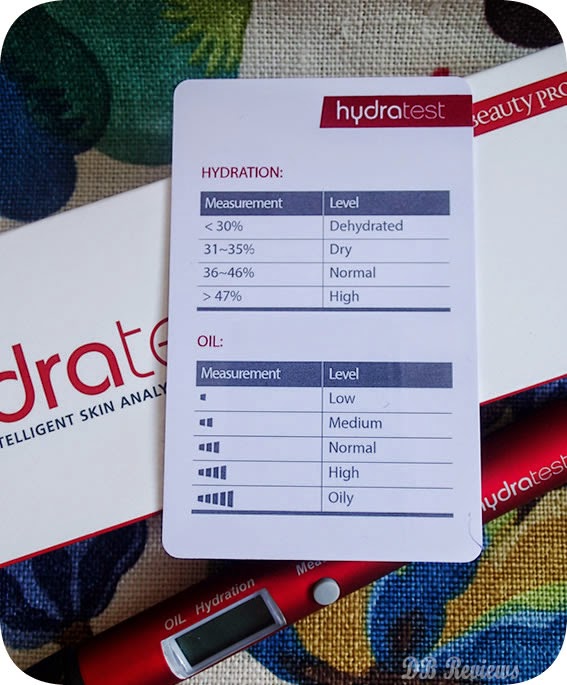 hydratest
Beauty PRO
HYDRATION:
Measurement Level
< 30% Dehydrated
31~35% Dry
36~46% Normal
> 47% High
OIL:
Measurement Level
Low
Medium
Normal
High
Oily
drate
TELLIGENT SKIN ANALY
hydratest
OIL Hydration Mea
DB Reviews